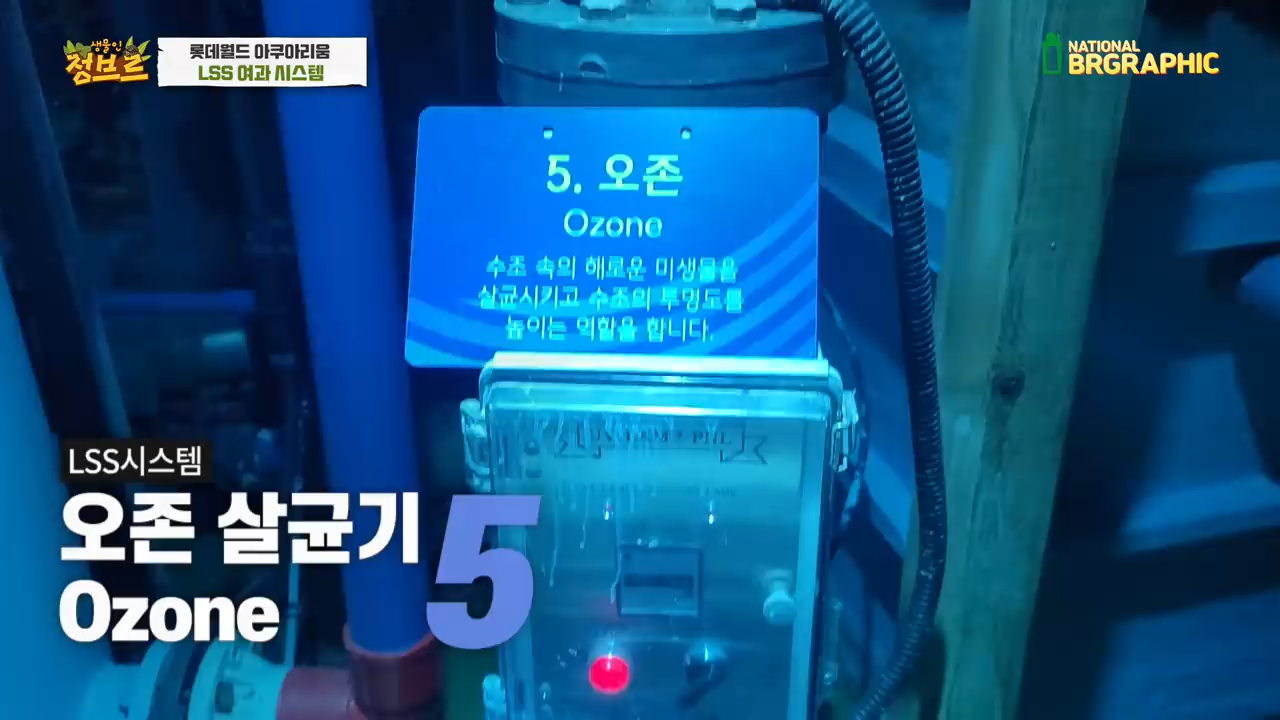 생물인
정브르
롯데월드 아쿠아리움
LSS 여과 시스템
NATIONAL
BRGRAPHIC
5. 오존
Ozone
수조 속의 해로운 미생물을
살균시키고 수조의 투명도를
높이는 역할을 합니다.
LSS시스템
오존 살균기
Ozone
5